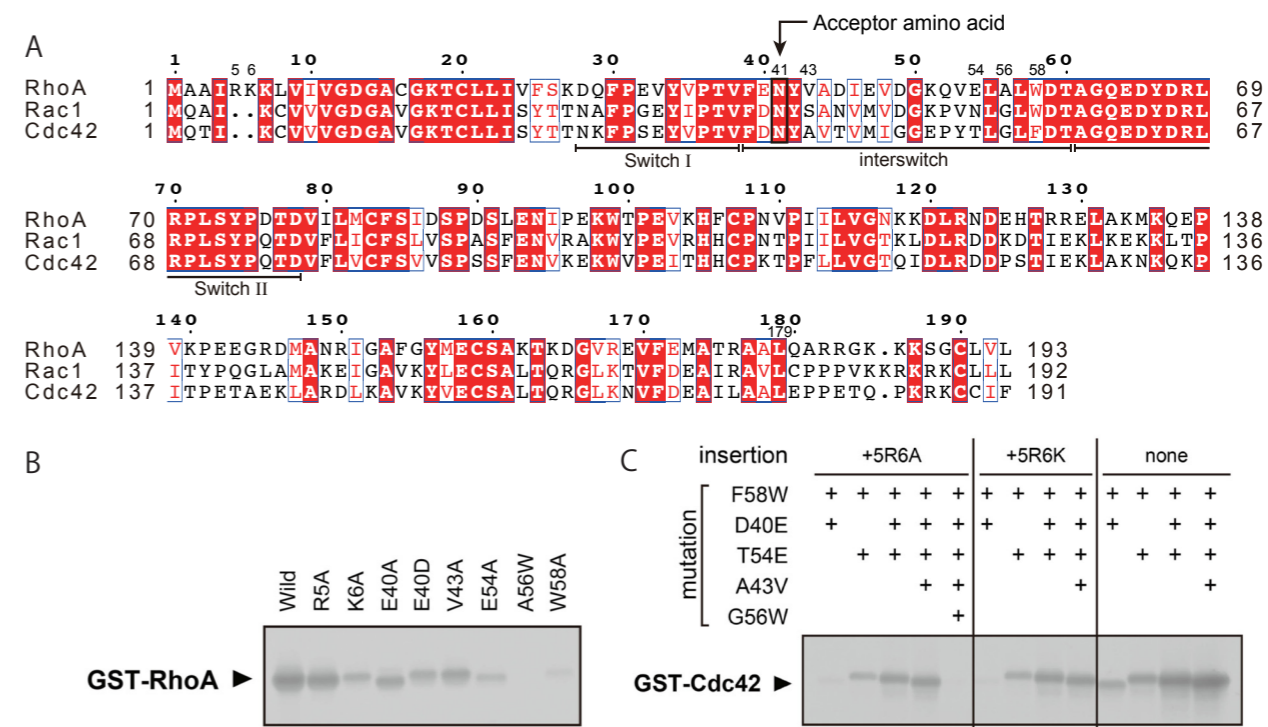 A
Acceptor amino acid
1 5 6 10 20 30 40 41 43 50 54 56 58 60
RhoA 1 MAAIRKKLVIVGDGACGKTCLLIVFSKDQFPEVYVPTVFENYVADIEVDGKQVELALWDTAGQEDYDRL 69
Rac1 1 MQAI..KCVVVGDGAVGKTCLLISYTTNAFPGEYIPTVFDNYSANVMVDGKPVNLGLWDTAGQEDYDRL 67
Cdc42 1 MQTI..KCVVVGDGAVGKTCLLISYTTNKFPSEYVPTVFDNYAVTVMIGGEPYTLGLFDTAGQEDYDRL 67
Switch I interswitch
70 80 90 100 110 120 130
RhoA 70 RPLSYPDTDVILMCFSIDSPDSLENIPEKWTPEVKHFCPNVPIILVGNKKDLRNDEHTRRELAKMKQEP 138
Rac1 68 RPLSYPQTDVFLICFSLVSPASFENVRAKWYPEVRHHCPNTPIILVGTKLDLRDDKDTIEKLKEKKLTP 136
Cdc42 68 RPLSYPQTDVFLVCFSVVSPSSFENVKEKWVPEITHHCPKTPFLLVGTQIDLRDDPSTIEKLAKNKQKP 136
Switch II
140 150 160 170 179 180 190
RhoA 139 VKPEEGRDMANRIGAFGYMECSAKTKDGVREVFEMATRAALQARRGK.KKSGCLVL 193
Rac1 137 ITYPQGLAMAKEIGAVKYLECSALTQRGLKTVFDEAIRAVLCPPPVKKRKRKCLLL 192
Cdc42 137 ITPETAEKLARDLKAVKYVECSALTQRGLKNVFDEAILAALEPPETQ.PKRKCCIF 191
B
Wild R5A K6A E40A E40D V43A E54A A56W W58A
GST-RhoA ►
C
insertion +5R6A +5R6K none
mutation
F58W + + + + + + + + + + + + +
D40E + + + + + + + + + +
T54E + + + + + + + + + +
A43V + + + +
G56W +
GST-Cdc42 ►